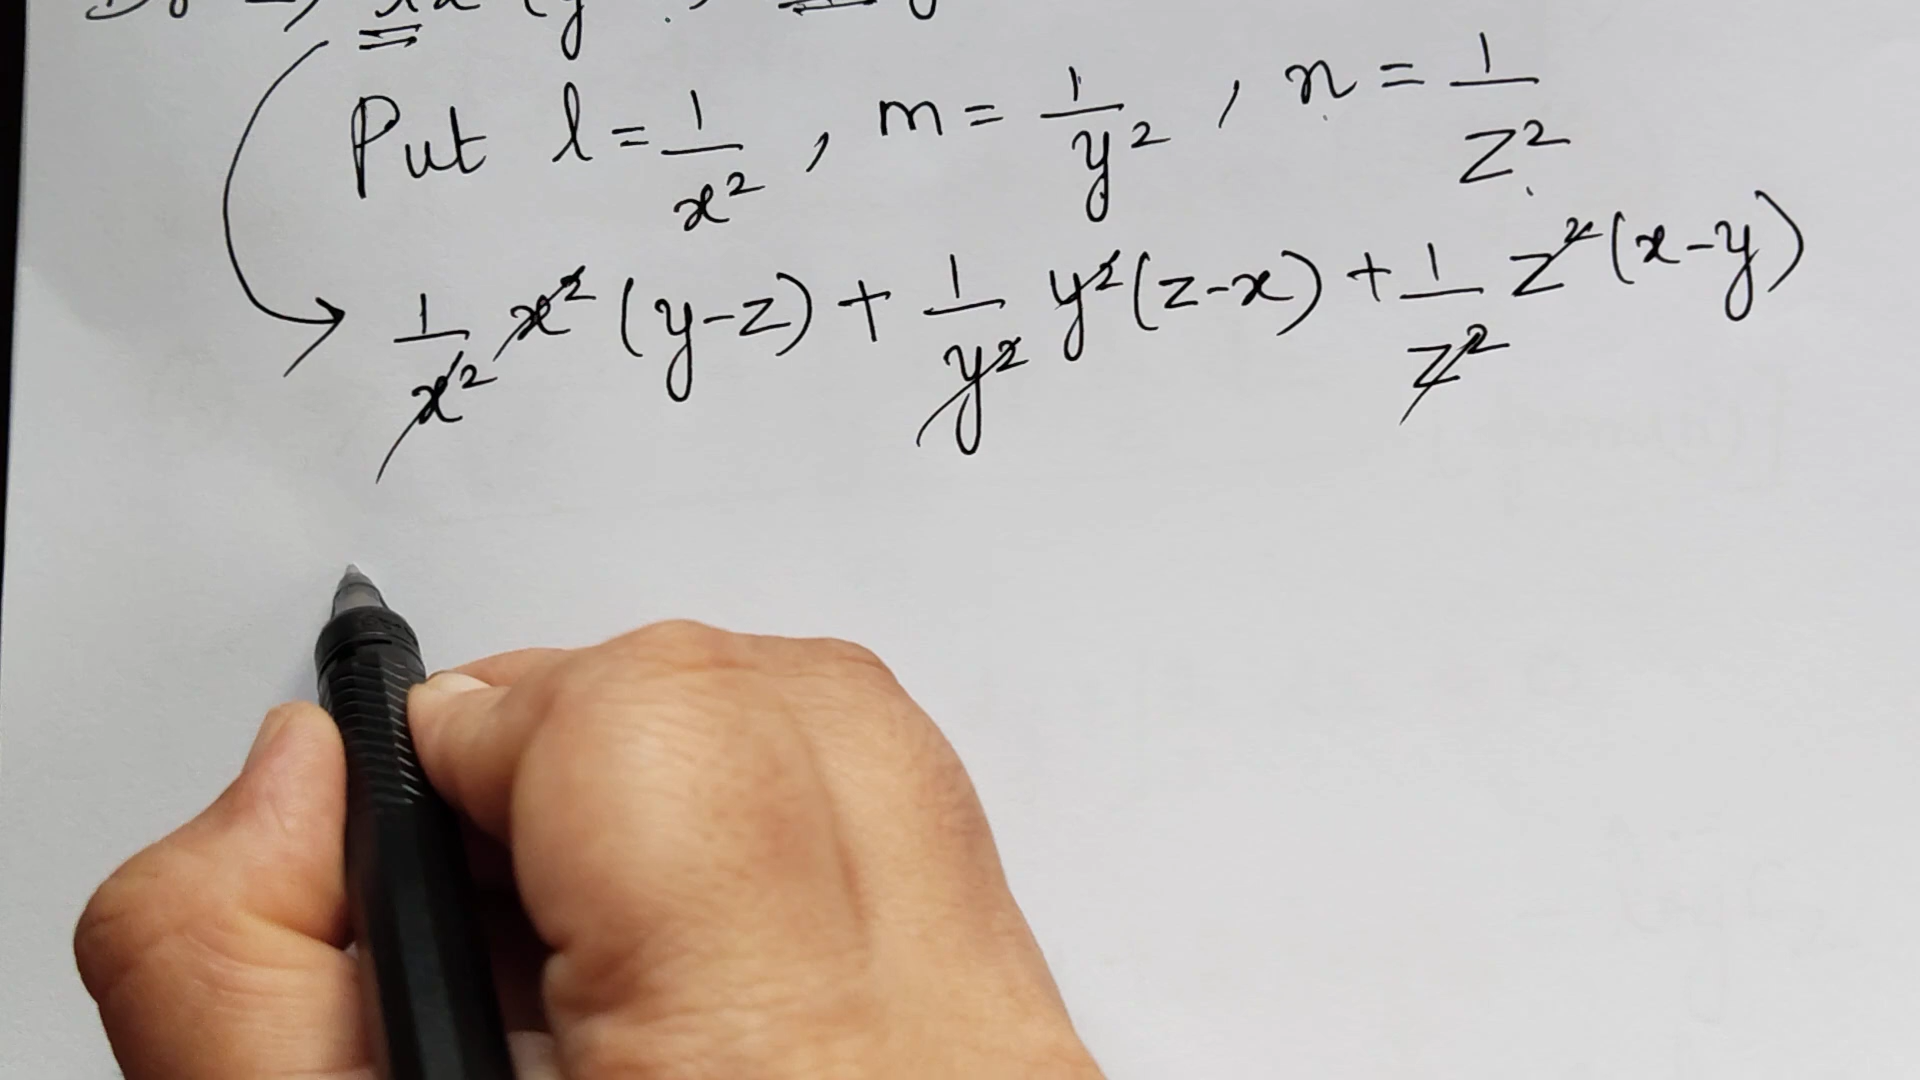 Put l = 1/x², m = 1/y², n = 1/z²
1/x² x² (y-z) + 1/y² y² (z-x) + 1/z² z² (x-y)